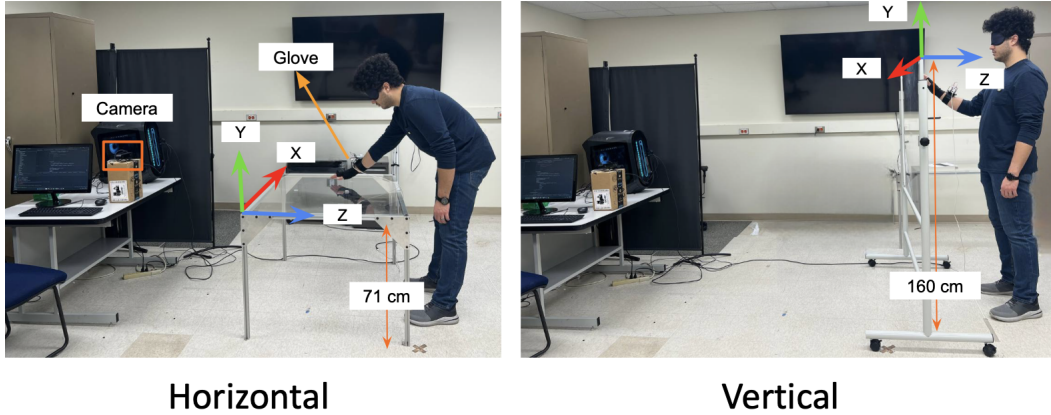 Glove
Camera
Y
X
Z
71 cm
Y
X
Z
160 cm
Horizontal
Vertical